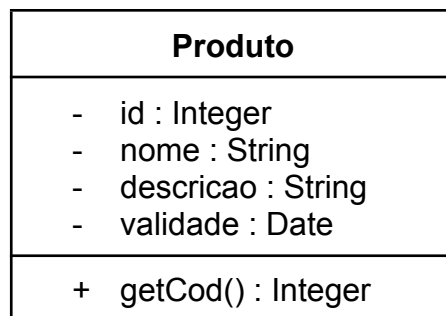 Produto
- id : Integer
- nome : String
- descricao : String
- validade : Date
+ getCod() : Integer